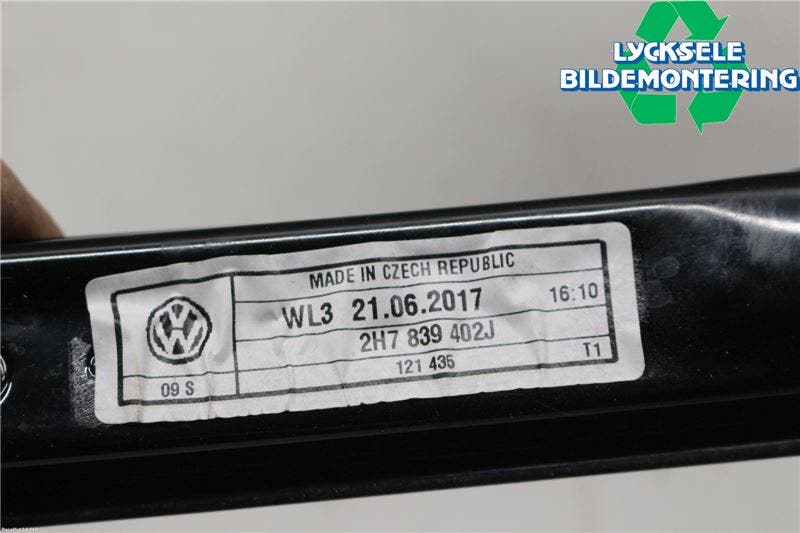 LYCKSELE
BILDEMONTERING
MADE IN CZECH REPUBLIC
WL3 21.06.2017 16:10
2H7 839 402J
09 S 121 435 T1